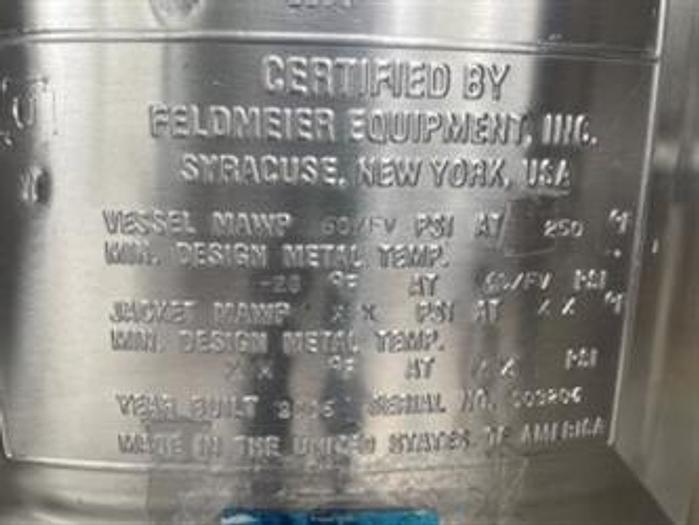 CERTIFIED BY
FELDMEIER EQUIPMENT, INC.
SYRACUSE, NEW YORK, USA
VESSEL MAWP 60/FV PSI AT 250 °F
MIN. DESIGN METAL TEMP.
-20 °F AT 60/FV PSI
JACKET MAWP X X PSI AT X X °F
MIN. DESIGN METAL TEMP.
X X °F AT X X PSI
YEAR BUILT SERIAL NO.
MADE IN THE UNITED STATES OF AMERICA